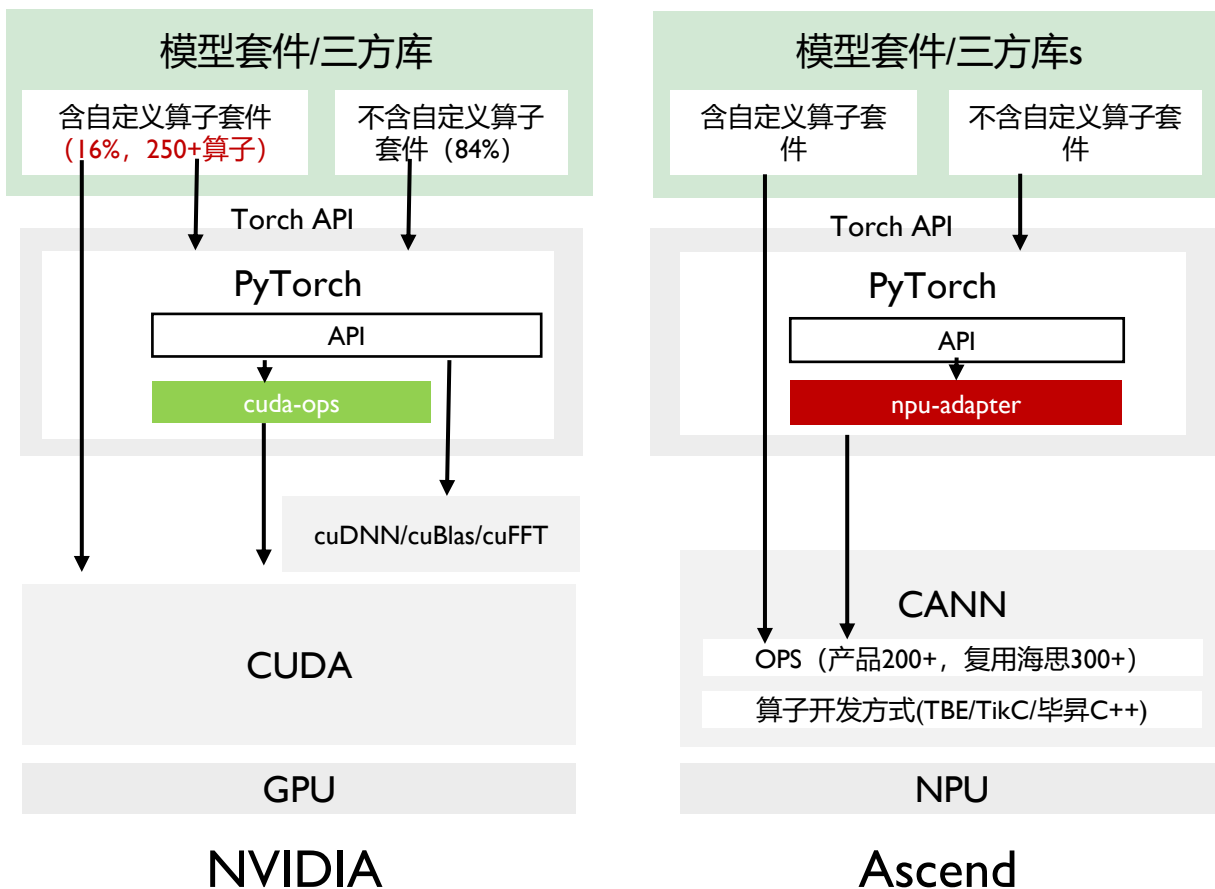 模型套件/三方库
含自定义算子套件
（16%，250+算子）
不含自定义算子
套件（84%）
Torch API
PyTorch
API
cuda-ops
cuDNN/cuBlas/cuFFT
CUDA
GPU
NVIDIA
模型套件/三方库s
含自定义算子套
件
不含自定义算子套
件
Torch API
PyTorch
API
npu-adapter
CANN
OPS（产品200+，复用海思300+）
算子开发方式(TBE/TikC/毕昇C++)
NPU
Ascend